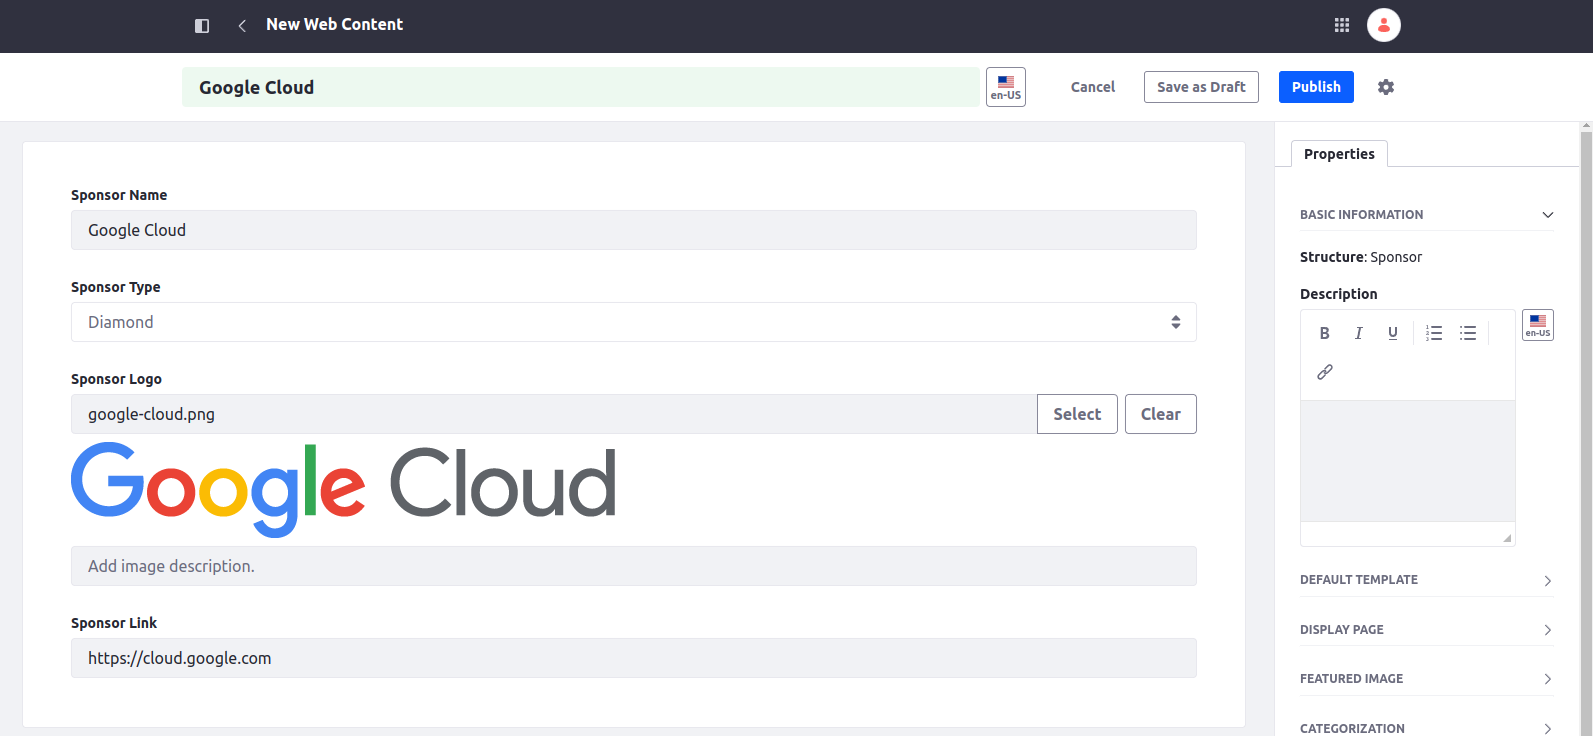 New Web Content
Google Cloud
en-US
Cancel
Save as Draft
Publish
Sponsor Name
Google Cloud
Sponsor Type
Diamond
Sponsor Logo
google-cloud.png
Select
Clear
Google Cloud
Add image description.
Sponsor Link
https://cloud.google.com
Properties
BASIC INFORMATION
Structure: Sponsor
Description
B I U
en-US
DEFAULT TEMPLATE
DISPLAY PAGE
FEATURED IMAGE
CATEGORIZATION